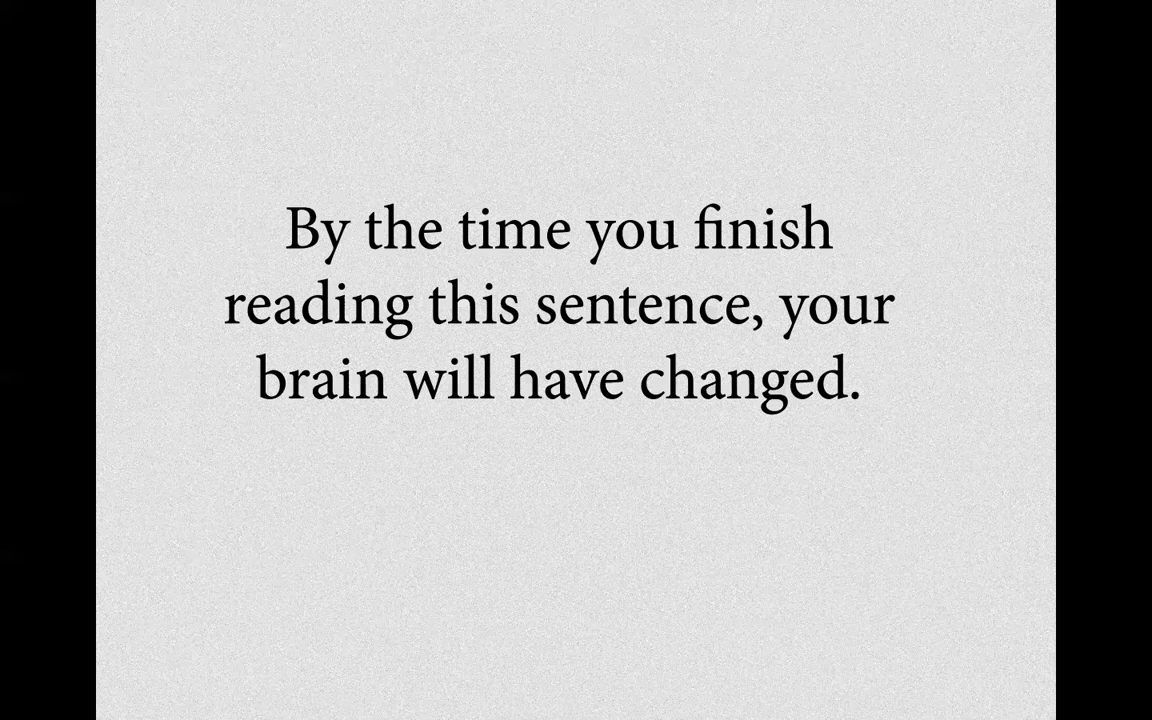 By the time you finish
reading this sentence, your
brain will have changed.